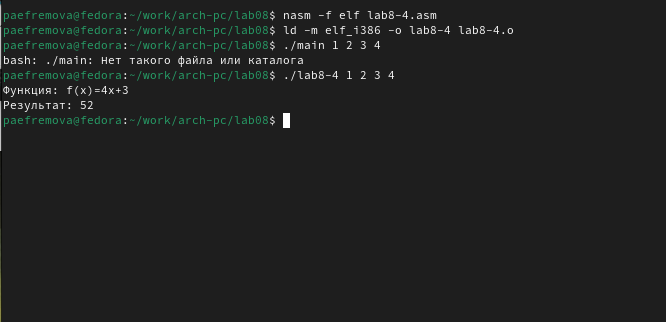 paefremova@fedora:~/work/arch-pc/lab08$ nasm -f elf lab8-4.asm
paefremova@fedora:~/work/arch-pc/lab08$ ld -m elf_i386 -o lab8-4 lab8-4.o
paefremova@fedora:~/work/arch-pc/lab08$ ./main 1 2 3 4
bash: ./main: Нет такого файла или каталога
paefremova@fedora:~/work/arch-pc/lab08$ ./lab8-4 1 2 3 4
Функция: f(x)=4x+3
Результат: 52
paefremova@fedora:~/work/arch-pc/lab08$